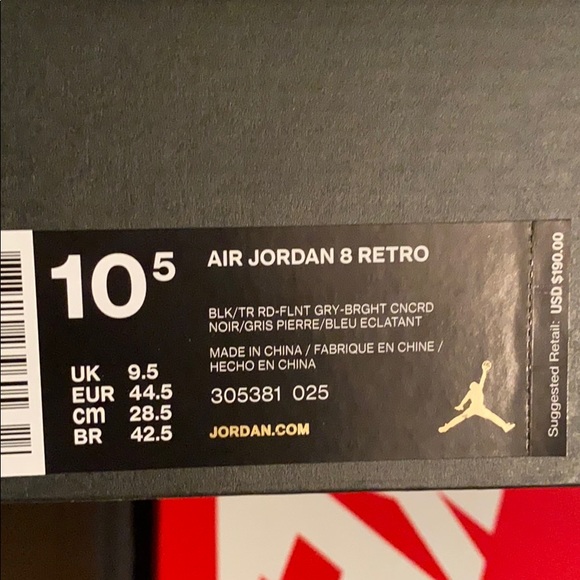 10⁵
AIR JORDAN 8 RETRO
BLK/TR RD-FLNT GRY-BRGHT CNCRD
NOIR/GRIS PIERRE/BLEU ECLATANT
MADE IN CHINA / FABRIQUE EN CHINE /
HECHO EN CHINA
UK 9.5
EUR 44.5
cm 28.5
BR 42.5
305381 025
JORDAN.COM
Suggested Retail: USD $190.00